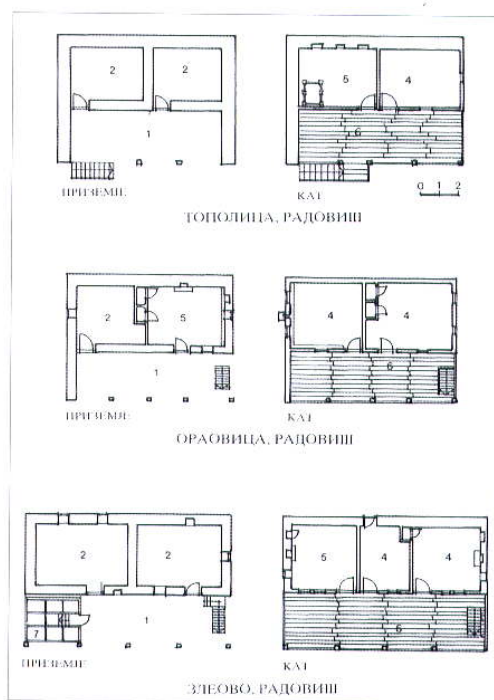 2 2 5 4
1 6
ПРИЗЕМЈЕ КАТ 0 1 2
ТОПОЛИЦА, РАДОВИШ
2 5 4 4
1 6
ПРИЗЕМЈЕ КАТ
ОРАОВИЦА, РАДОВИШ
2 2 5 4 4
7 1 6
ПРИЗЕМЈЕ КАТ
ЗЛЕОВО, РАДОВИШ